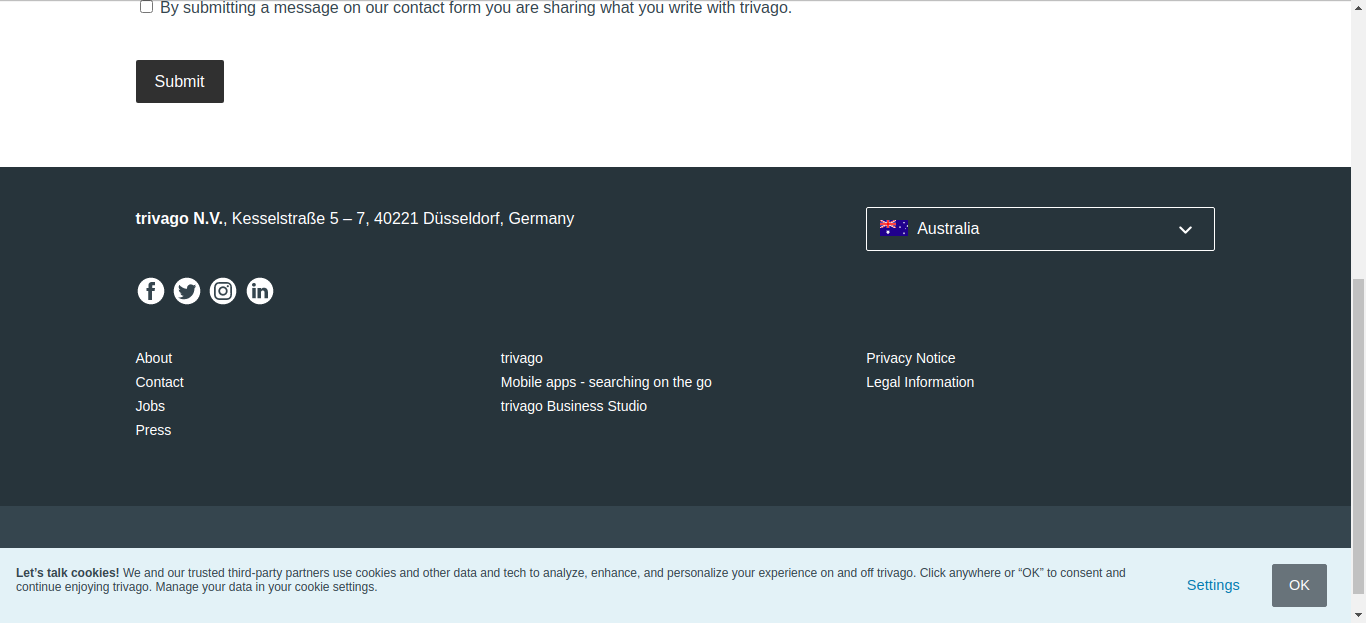 By submitting a message on our contact form you are sharing what you write with trivago.
Submit
trivago N.V., Kesselstraße 5 – 7, 40221 Düsseldorf, Germany
Australia
About
Contact
Jobs
Press
trivago
Mobile apps - searching on the go
trivago Business Studio
Privacy Notice
Legal Information
Let’s talk cookies! We and our trusted third-party partners use cookies and other data and tech to analyze, enhance, and personalize your experience on and off trivago. Click anywhere or “OK” to consent and
continue enjoying trivago. Manage your data in your cookie settings.
Settings
OK